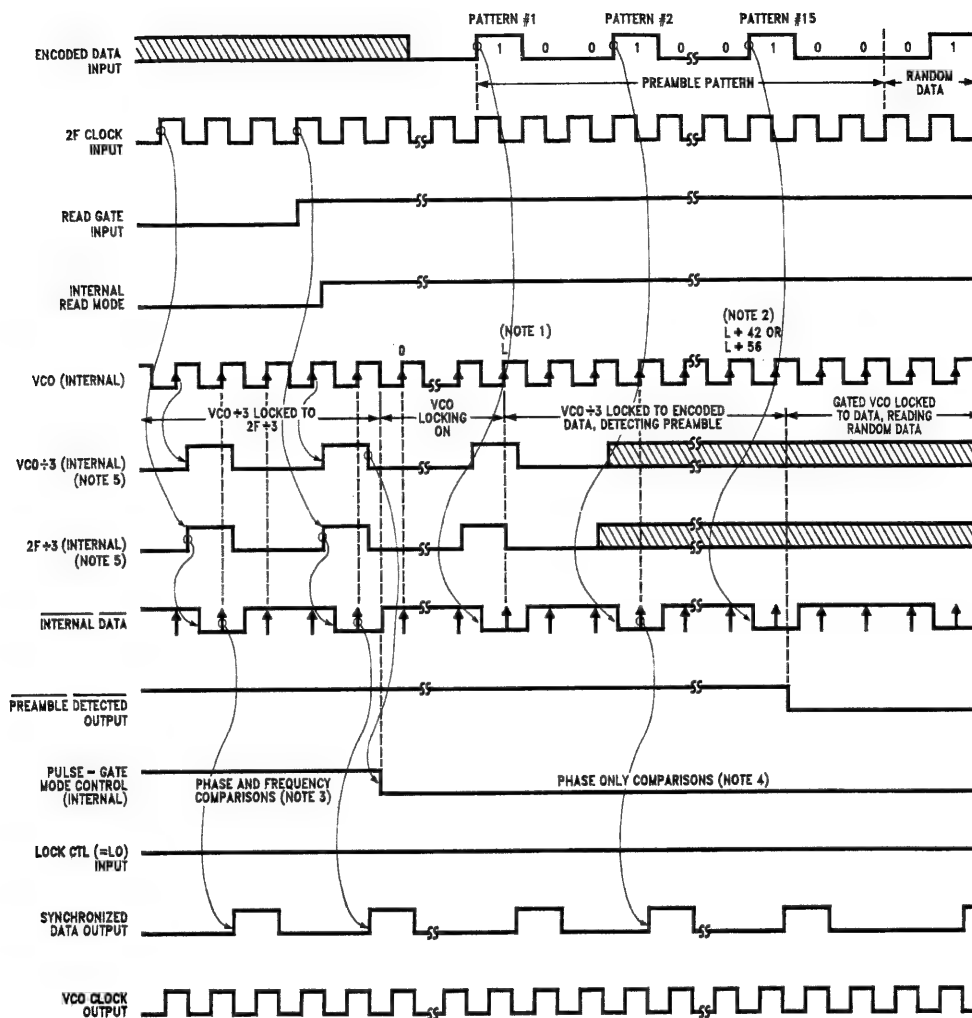 PATTERN #1 PATTERN #2 PATTERN #15
ENCODED DATA
INPUT
1 0 0 1 0 0 1 0 0 0 1
PREAMBLE PATTERN
RANDOM
DATA
2F CLOCK
INPUT
READ GATE
INPUT
INTERNAL
READ MODE
(NOTE 1)
(NOTE 2)
L + 42 OR
L + 56
0 L
VCO (INTERNAL)
VCO÷3 LOCKED TO
2F÷3
VCO
LOCKING
ON
VCO÷3 LOCKED TO ENCODED
DATA, DETECTING PREAMBLE
GATED VCO LOCKED
TO DATA, READING
RANDOM DATA
VCO÷3 (INTERNAL)
(NOTE 5)
2F÷3 (INTERNAL)
(NOTE 5)
INTERNAL DATA
PREAMBLE DETECTED
OUTPUT
PULSE – GATE
MODE CONTROL
(INTERNAL)
PHASE AND FREQUENCY
COMPARISONS (NOTE 3)
PHASE ONLY COMPARISONS (NOTE 4)
LOCK CTL (=LO)
INPUT
SYNCHRONIZED
DATA OUTPUT
VCO CLOCK
OUTPUT